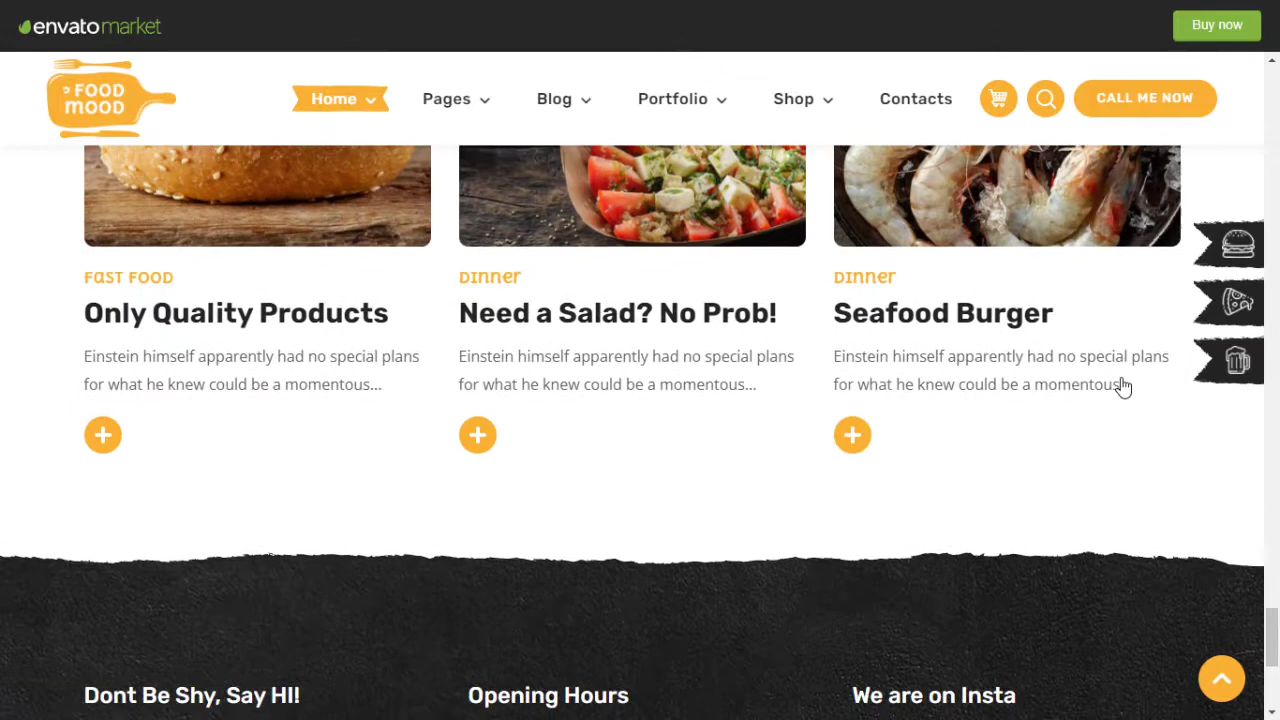 envatomarket
Buy now
FOOD
MOOD
Home
Pages
Blog
Portfolio
Shop
Contacts
CALL ME NOW
FaST FOOD
Dinner
Dinner
Only Quality Products
Need a Salad? No Prob!
Seafood Burger
Einstein himself apparently had no special plans
for what he knew could be a momentous...
Einstein himself apparently had no special plans
for what he knew could be a momentous...
Einstein himself apparently had no special plans
for what he knew could be a momentous
Dont Be Shy, Say HI!
Opening Hours
We are on Insta